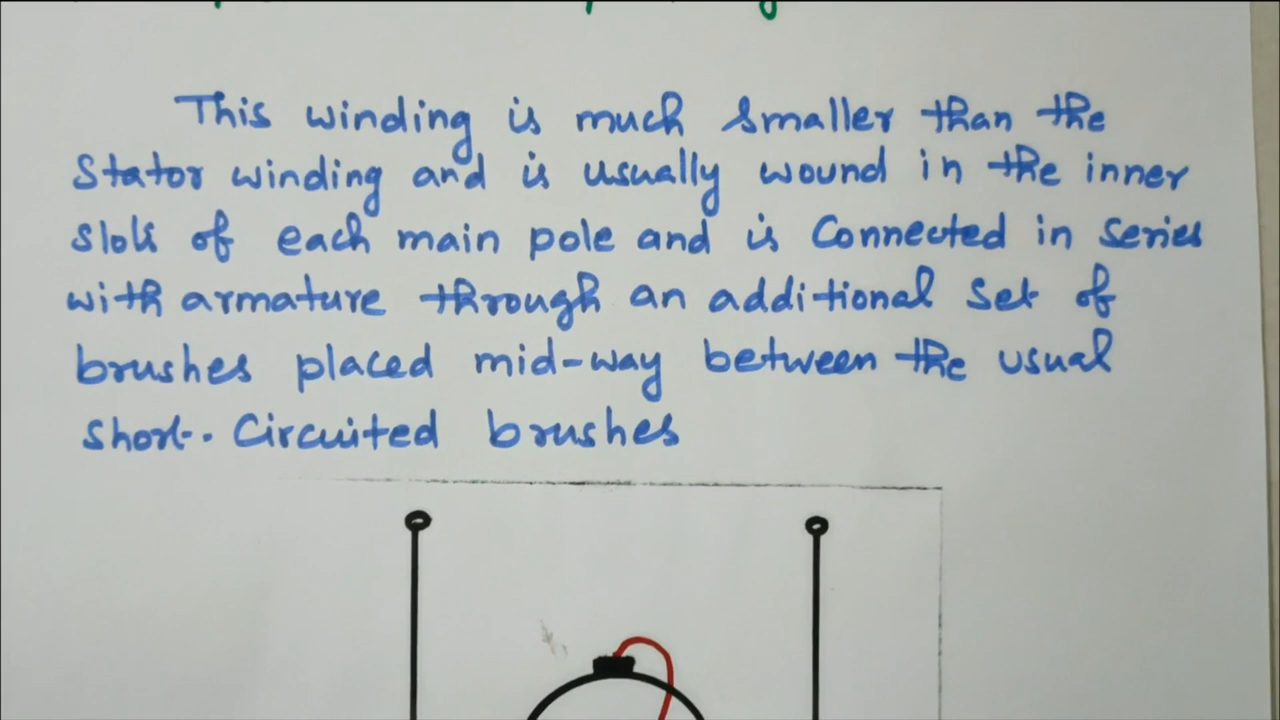 This winding is much smaller than the
Stator winding and is usually wound in the inner
slots of each main pole and is Connected in series
with armature through an additional set of
brushes placed mid-way between the usual
short-Circuited brushes